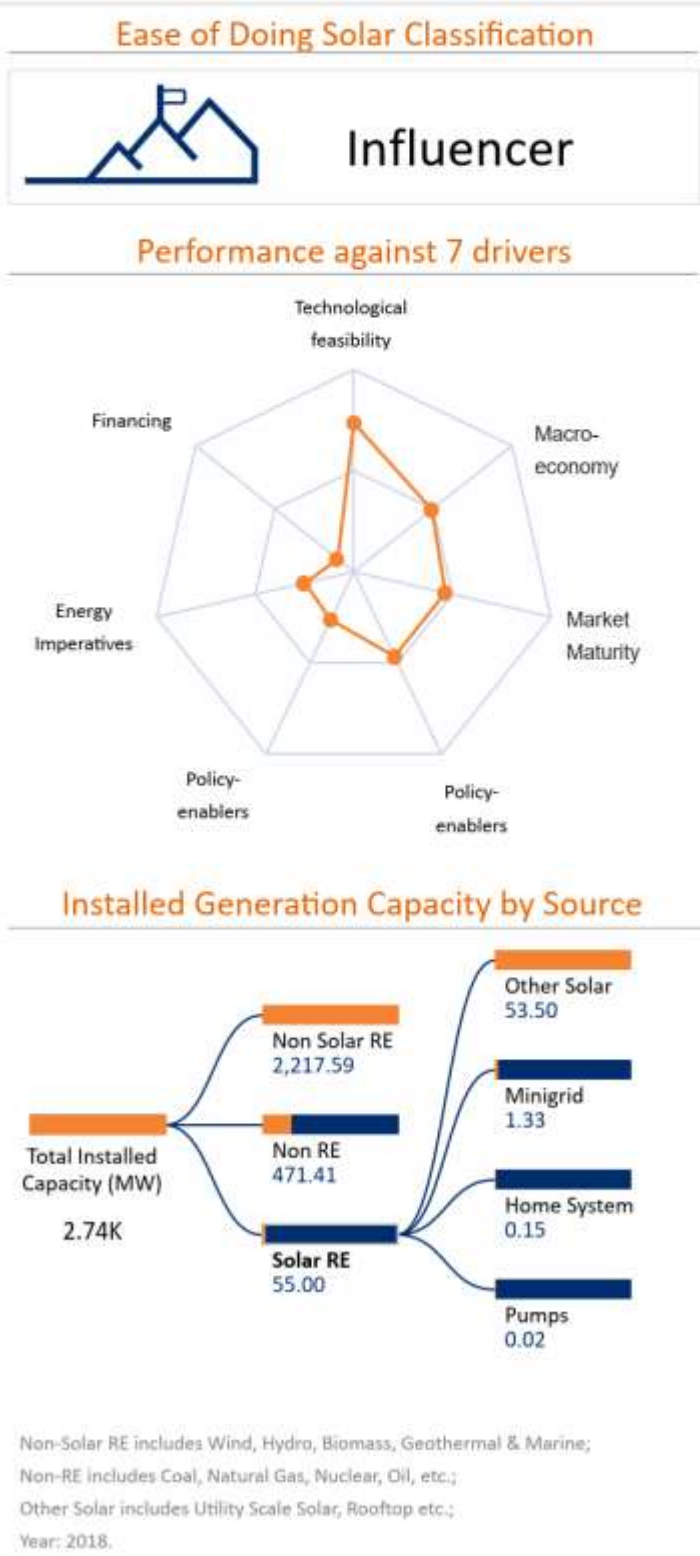 Ease of Doing Solar Classification
Influencer
Performance against 7 drivers
Technological
feasibility
Financing
Macro-
economy
Energy
Imperatives
Market
Maturity
Policy-
enablers
Policy-
enablers
Installed Generation Capacity by Source
Other Solar
53.50
Non Solar RE
2,217.59
Minigrid
1.33
Total Installed
Capacity (MW)
2.74K
Non RE
471.41
Home System
0.15
Solar RE
55.00
Pumps
0.02
Non-Solar RE includes Wind, Hydro, Biomass, Geothermal & Marine;
Non-RE includes Coal, Natural Gas, Nuclear, Oil, etc.;
Other Solar includes Utility Scale Solar, Rooftop etc.;
Year: 2018.